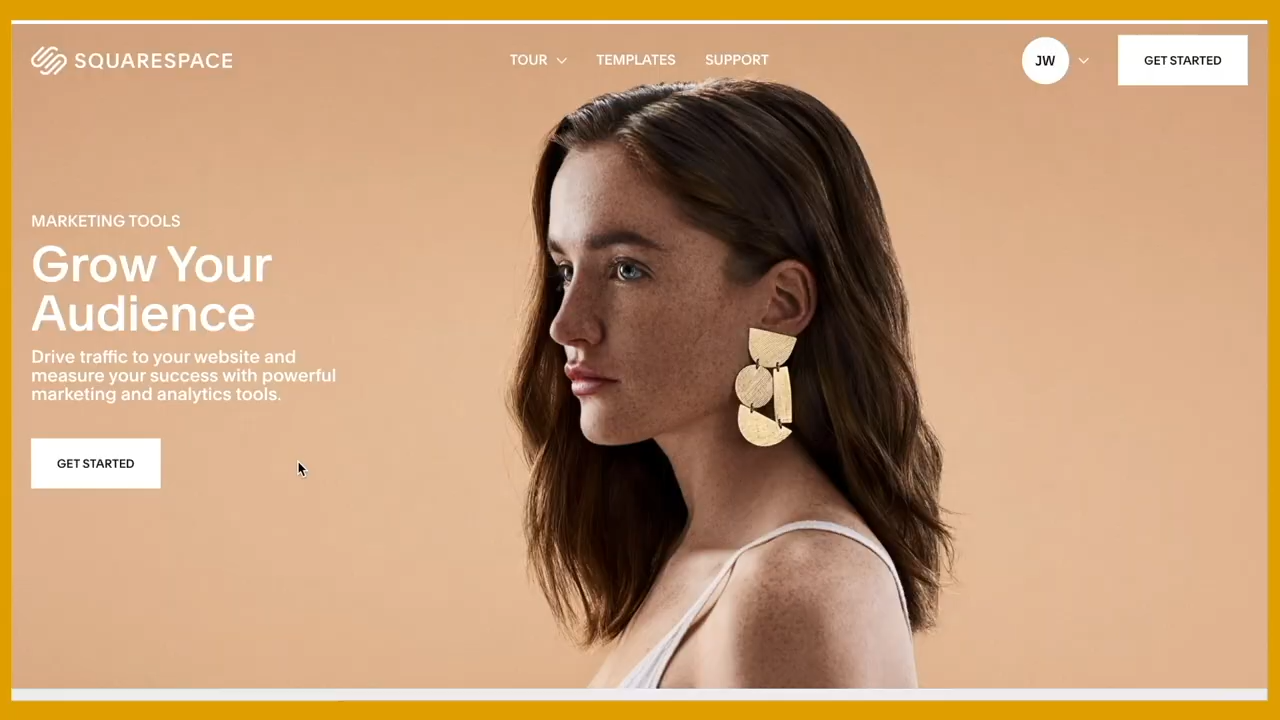 SQUARESPACE
TOUR
TEMPLATES
SUPPORT
JW
GET STARTED
MARKETING TOOLS
Grow Your
Audience
Drive traffic to your website and
measure your success with powerful
marketing and analytics tools.
GET STARTED